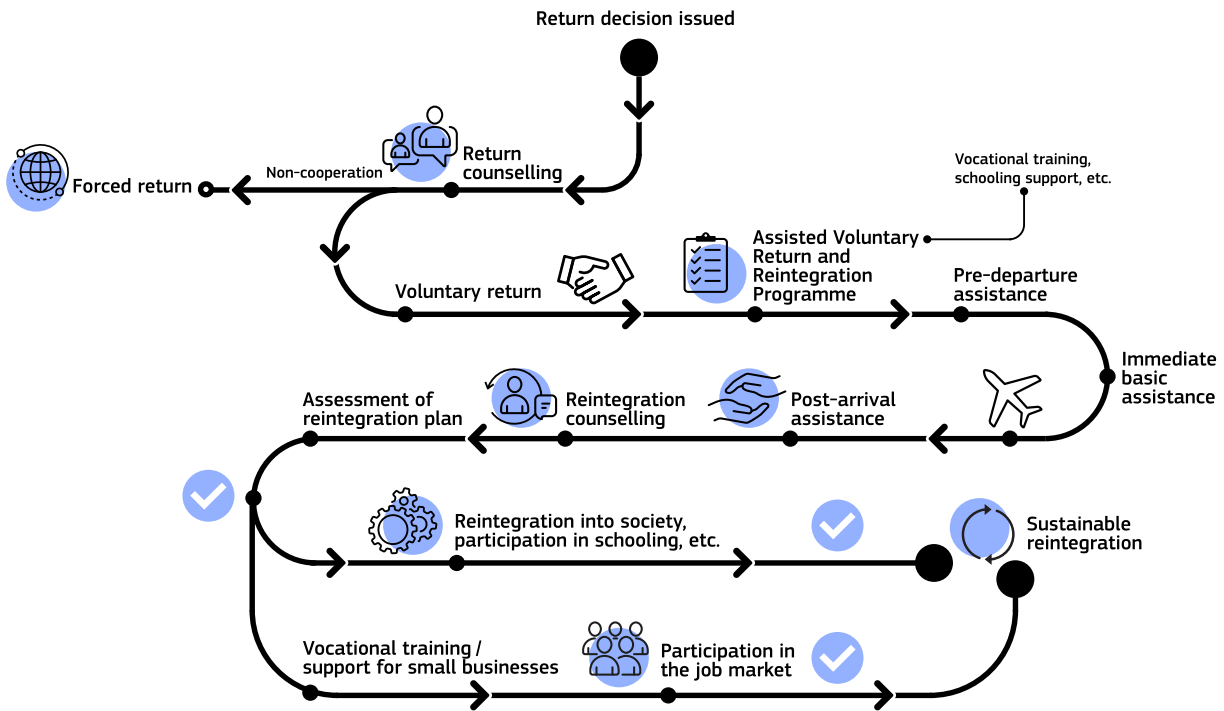 Return decision issued
Return
counselling
Non-cooperation
Forced return
Vocational training,
schooling support, etc.
Voluntary return
Assisted Voluntary
Return and
Reintegration
Programme
Pre-departure
assistance
Immediate
basic
assistance
Post-arrival
assistance
Reintegration
counselling
Assessment of
reintegration plan
Reintegration into society,
participation in schooling, etc.
Sustainable
reintegration
Vocational training /
support for small businesses
Participation in
the job market